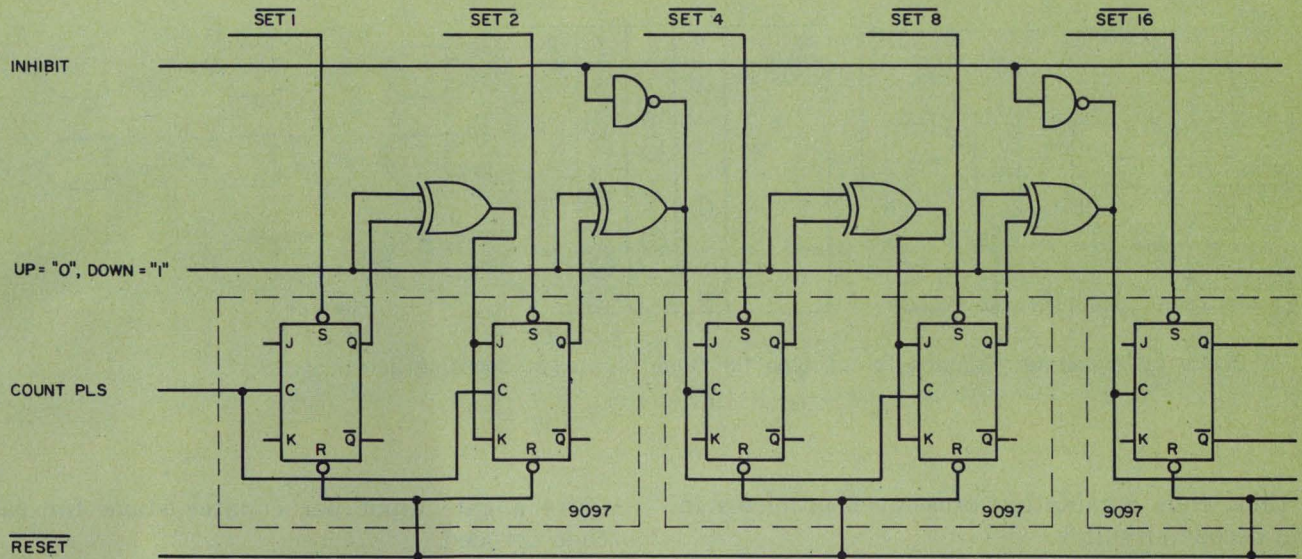 SET 1 SET 2 SET 4 SET 8 SET 16
INHIBIT
UP = "0", DOWN = "1"
S S S S S
J Q J Q J Q J Q J Q
COUNT PLS C C C C C
K R Q K R Q K R Q K R Q K R Q
9097 9097 9097
RESET